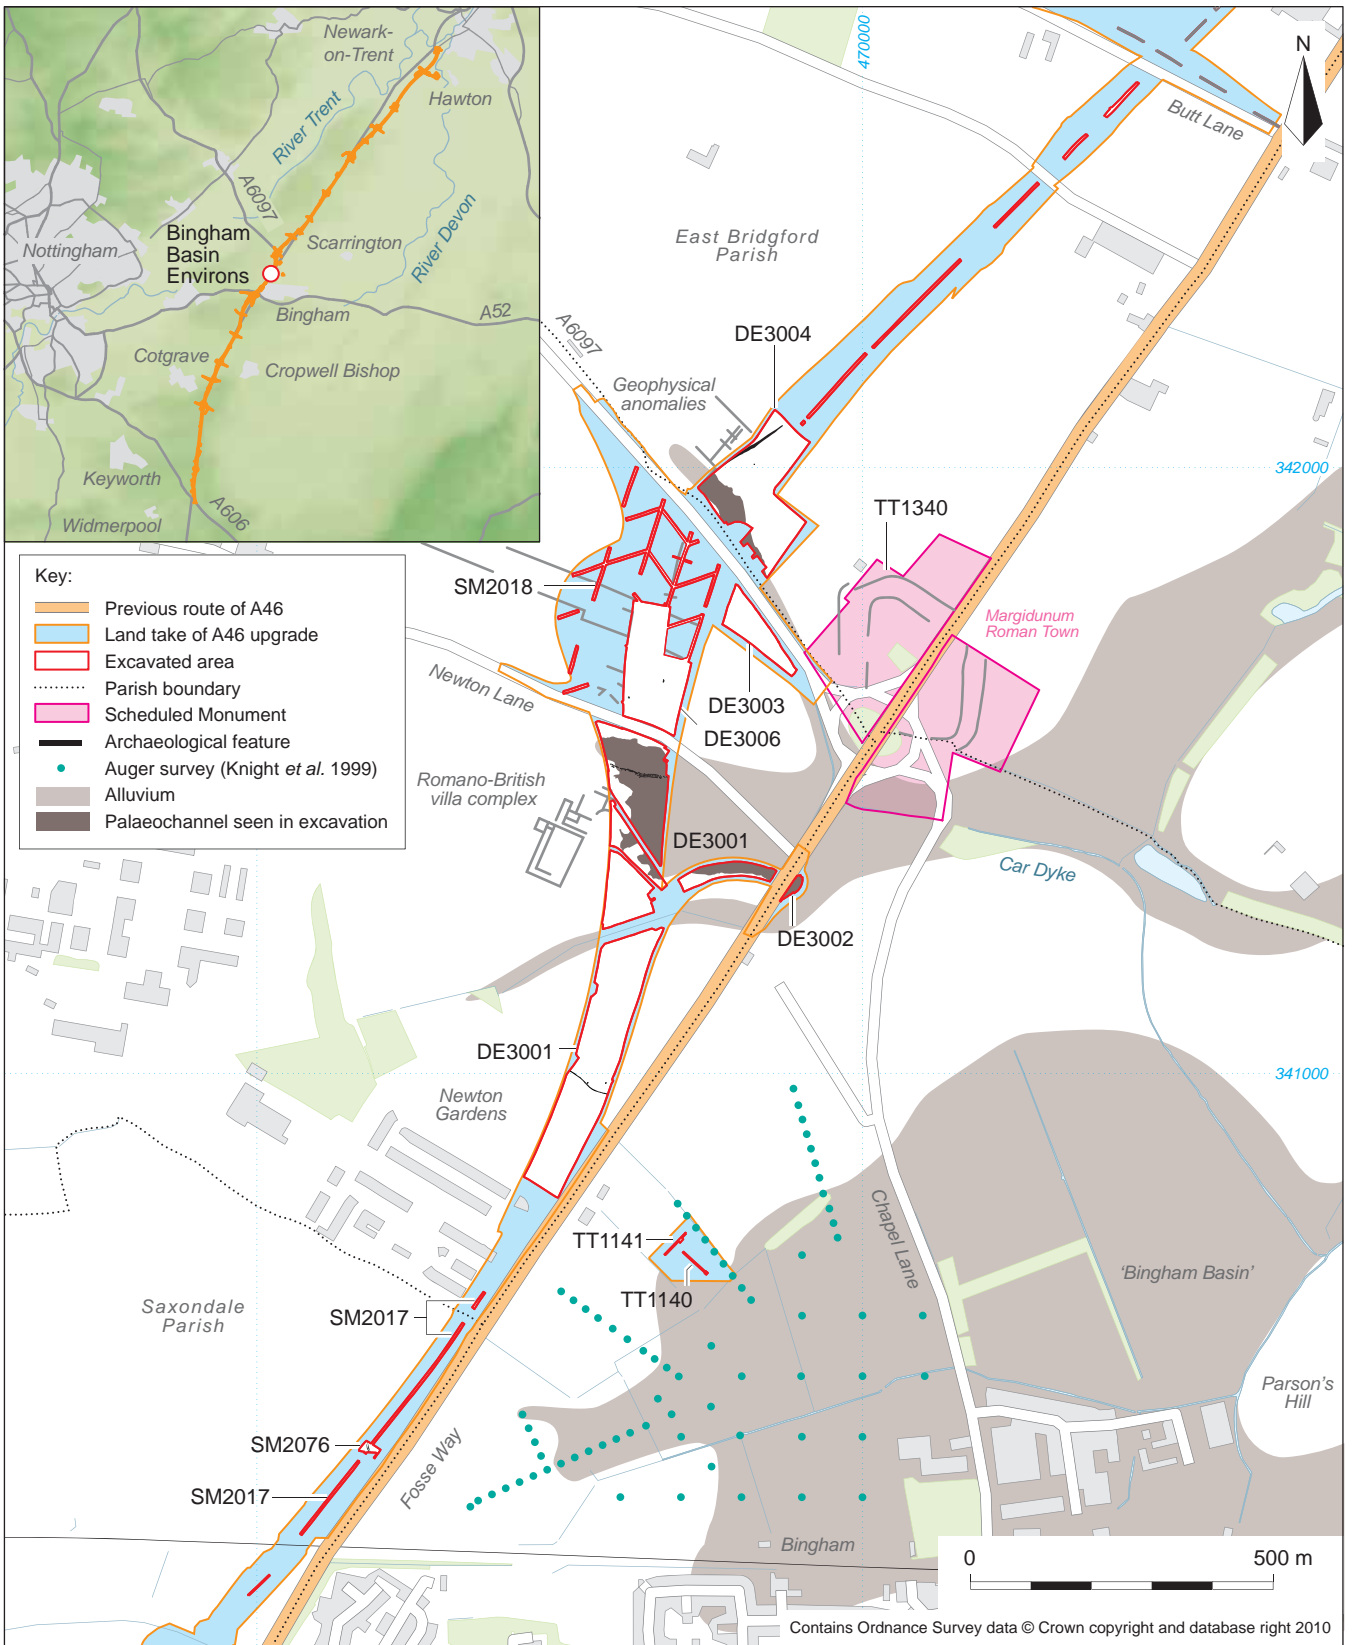 Newark-
on-Trent
Hawton
River Trent
River Devon
A6097
Scarrington
Bingham
Basin
Environs
Nottingham
Bingham
A52
Cotgrave
Cropwell Bishop
Keyworth
A606
Widmerpool
Key:
Previous route of A46
Land take of A46 upgrade
Excavated area
Parish boundary
Scheduled Monument
Archaeological feature
Auger survey (Knight et al. 1999)
Alluvium
Palaeochannel seen in excavation
470000
N
Butt Lane
East Bridgford
Parish
A6097
DE3004
Geophysical
anomalies
342000
TT1340
SM2018
Margidunum
Roman Town
Newton Lane
DE3003
DE3006
Romano-British
villa complex
DE3001
Car Dyke
DE3002
DE3001
341000
Newton
Gardens
Chapel Lane
TT1141
TT1140
'Bingham Basin'
Saxondale
Parish
SM2017
Parson's
Hill
SM2076
Fosse Way
SM2017
Bingham
0
500 m
Contains Ordnance Survey data © Crown copyright and database right 2010